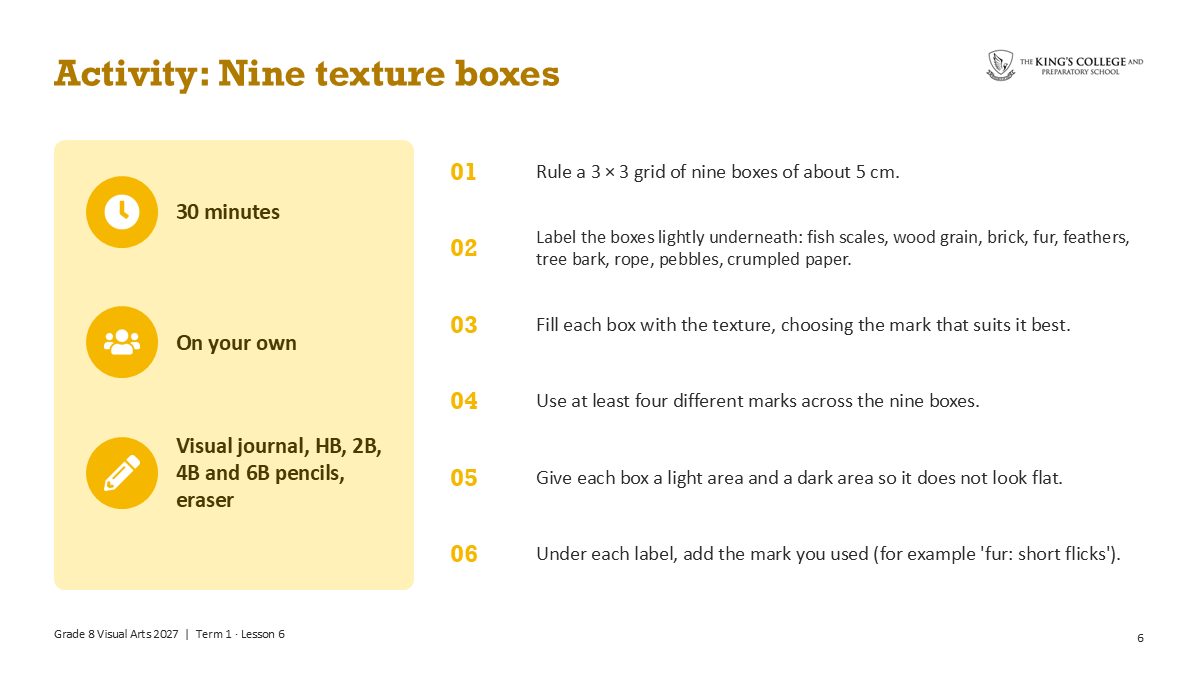 Activity: Nine texture boxes
THE KING'S COLLEGE AND
PREPARATORY SCHOOL
30 minutes
On your own
Visual journal, HB, 2B,
4B and 6B pencils,
eraser
01 Rule a 3 × 3 grid of nine boxes of about 5 cm.
02 Label the boxes lightly underneath: fish scales, wood grain, brick, fur, feathers,
tree bark, rope, pebbles, crumpled paper.
03 Fill each box with the texture, choosing the mark that suits it best.
04 Use at least four different marks across the nine boxes.
05 Give each box a light area and a dark area so it does not look flat.
06 Under each label, add the mark you used (for example 'fur: short flicks').
Grade 8 Visual Arts 2027 | Term 1 · Lesson 6
6